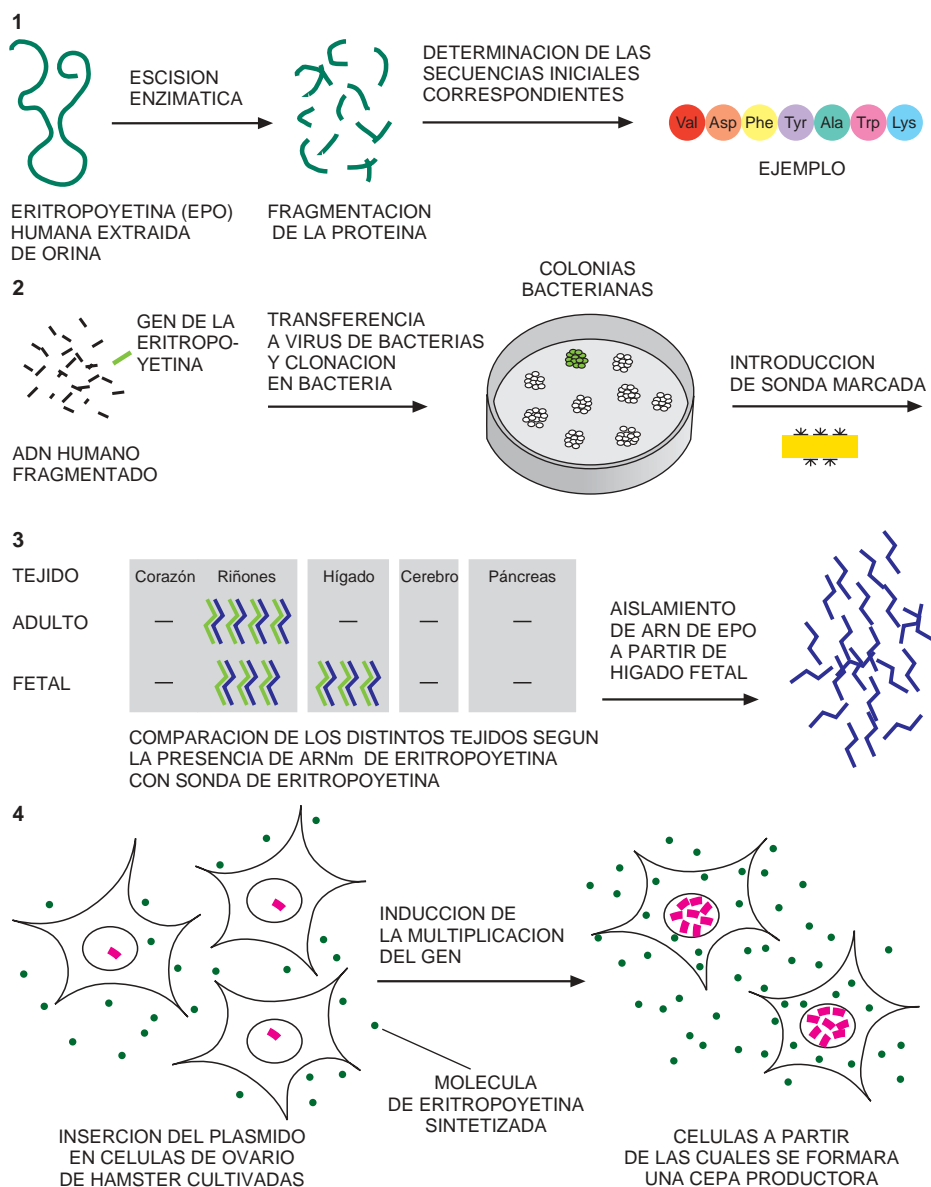 1
ESCISION
ENZIMATICA
DETERMINACION DE LAS
SECUENCIAS INICIALES
CORRESPONDIENTES
Val Asp Phe Tyr Ala Trp Lys
EJEMPLO
ERITROPOYETINA (EPO)
HUMANA EXTRAIDA
DE ORINA
FRAGMENTACION
DE LA PROTEINA
2
GEN DE LA
ERITROPO-
YETINA
ADN HUMANO
FRAGMENTADO
TRANSFERENCIA
A VIRUS DE BACTERIAS
Y CLONACION
EN BACTERIA
COLONIAS
BACTERIANAS
INTRODUCCION
DE SONDA MARCADA
3
TEJIDO Corazón Riñones Hígado Cerebro Páncreas
ADULTO — — — —
FETAL — — —
COMPARACION DE LOS DISTINTOS TEJIDOS SEGUN
LA PRESENCIA DE ARNm DE ERITROPOYETINA
CON SONDA DE ERITROPOYETINA
AISLAMIENTO
DE ARN DE EPO
A PARTIR DE
HIGADO FETAL
4
INDUCCION DE
LA MULTIPLICACION
DEL GEN
MOLECULA
DE ERITROPOYETINA
SINTETIZADA
INSERCION DEL PLASMIDO
EN CELULAS DE OVARIO
DE HAMSTER CULTIVADAS
CELULAS A PARTIR
DE LAS CUALES SE FORMARA
UNA CEPA PRODUCTORA